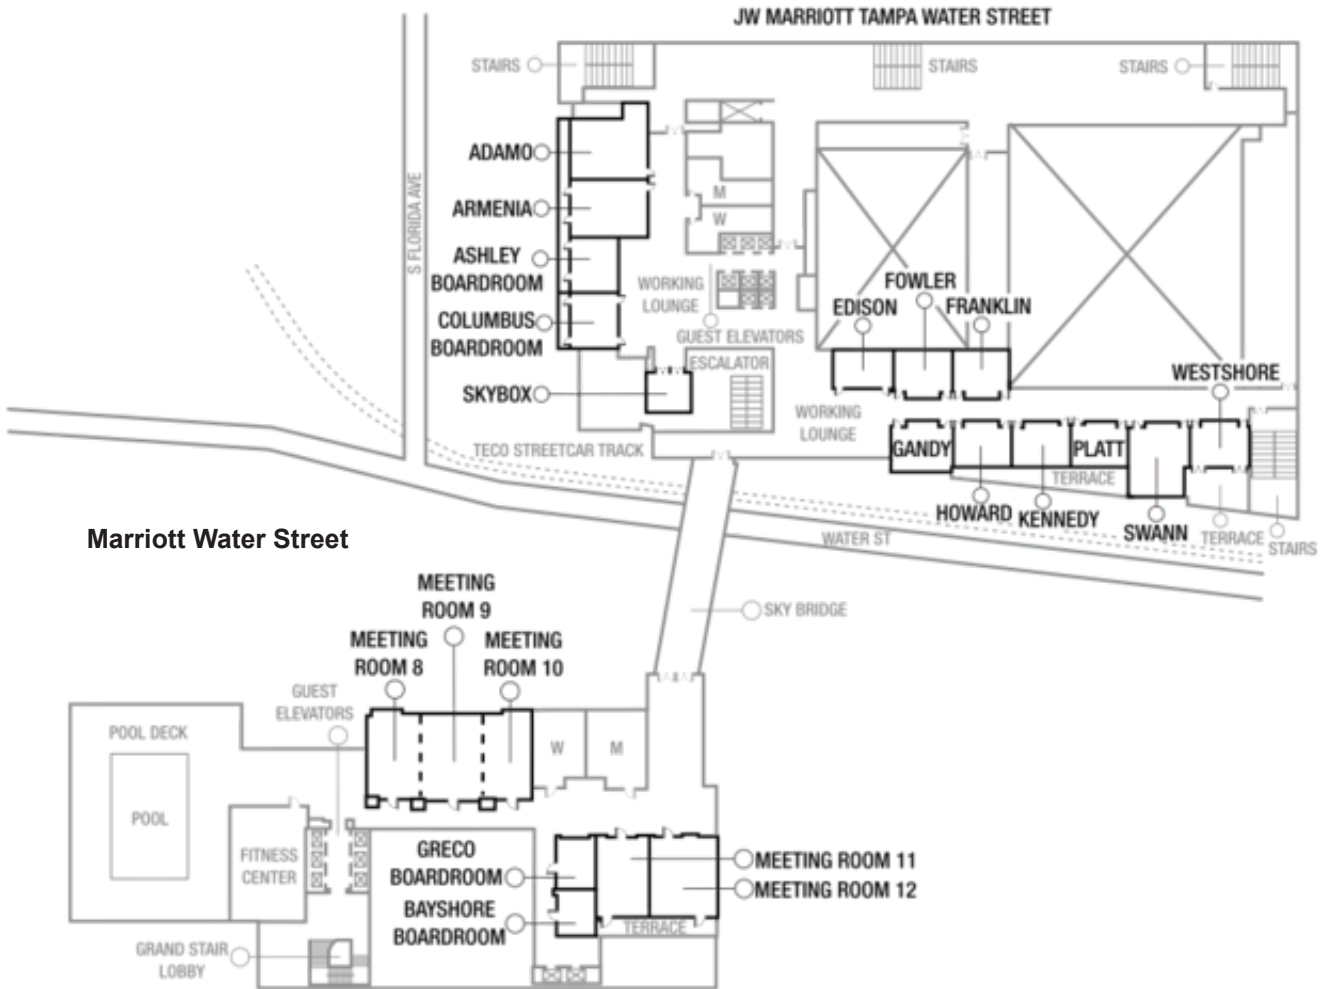 JW MARRIOTT TAMPA WATER STREET
STAIRS
STAIRS
STAIRS
ADAMO
ARMENIA
ASHLEY
BOARDROOM
COLUMBUS
BOARDROOM
SKYBOX
S FLORIDA AVE
M
W
WORKING
LOUNGE
GUEST ELEVATORS
ESCALATOR
EDISON
FOWLER
FRANKLIN
WESTSHORE
WORKING
LOUNGE
GANDY
PLATT
TERRACE
HOWARD
KENNEDY
SWANN
TERRACE
STAIRS
TECO STREETCAR TRACK
WATER ST
Marriott Water Street
SKY BRIDGE
MEETING
ROOM 9
MEETING
ROOM 8
MEETING
ROOM 10
GUEST
ELEVATORS
POOL DECK
POOL
W
M
FITNESS
CENTER
GRECO
BOARDROOM
BAYSHORE
BOARDROOM
MEETING ROOM 11
MEETING ROOM 12
TERRACE
GRAND STAIR
LOBBY